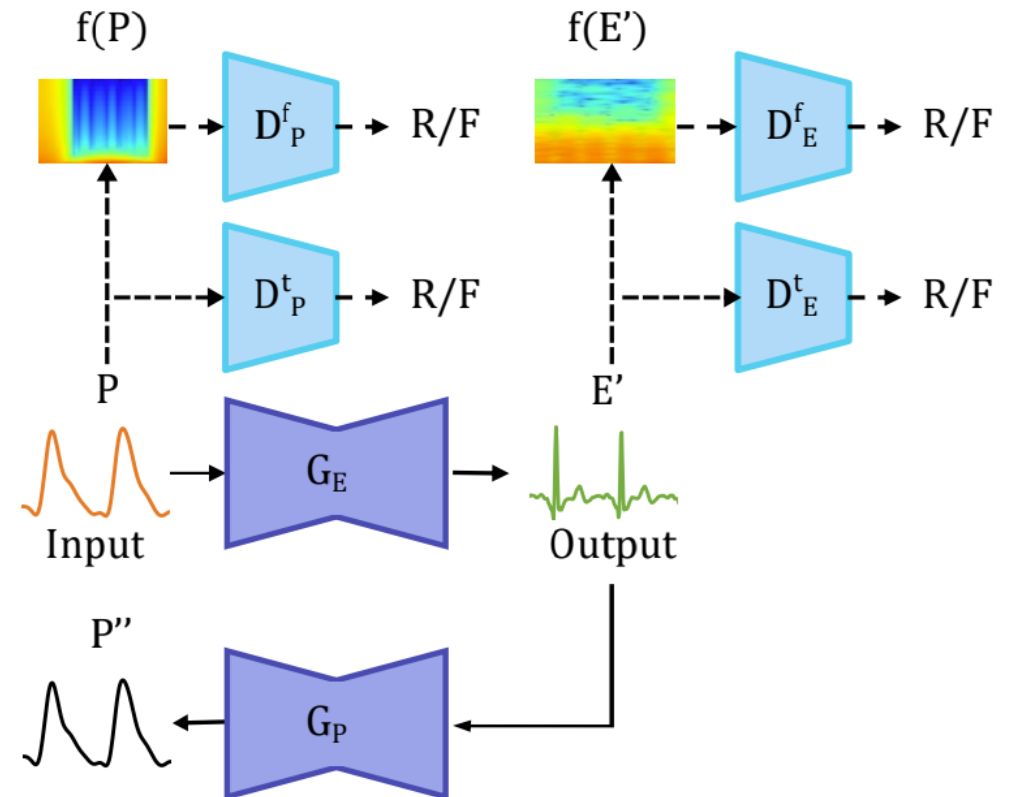 f(P)
f(E’)
D^f_P
R/F
D^f_E
R/F
D^t_P
R/F
D^t_E
R/F
P
E’
G_E
Input
Output
P’’
G_P